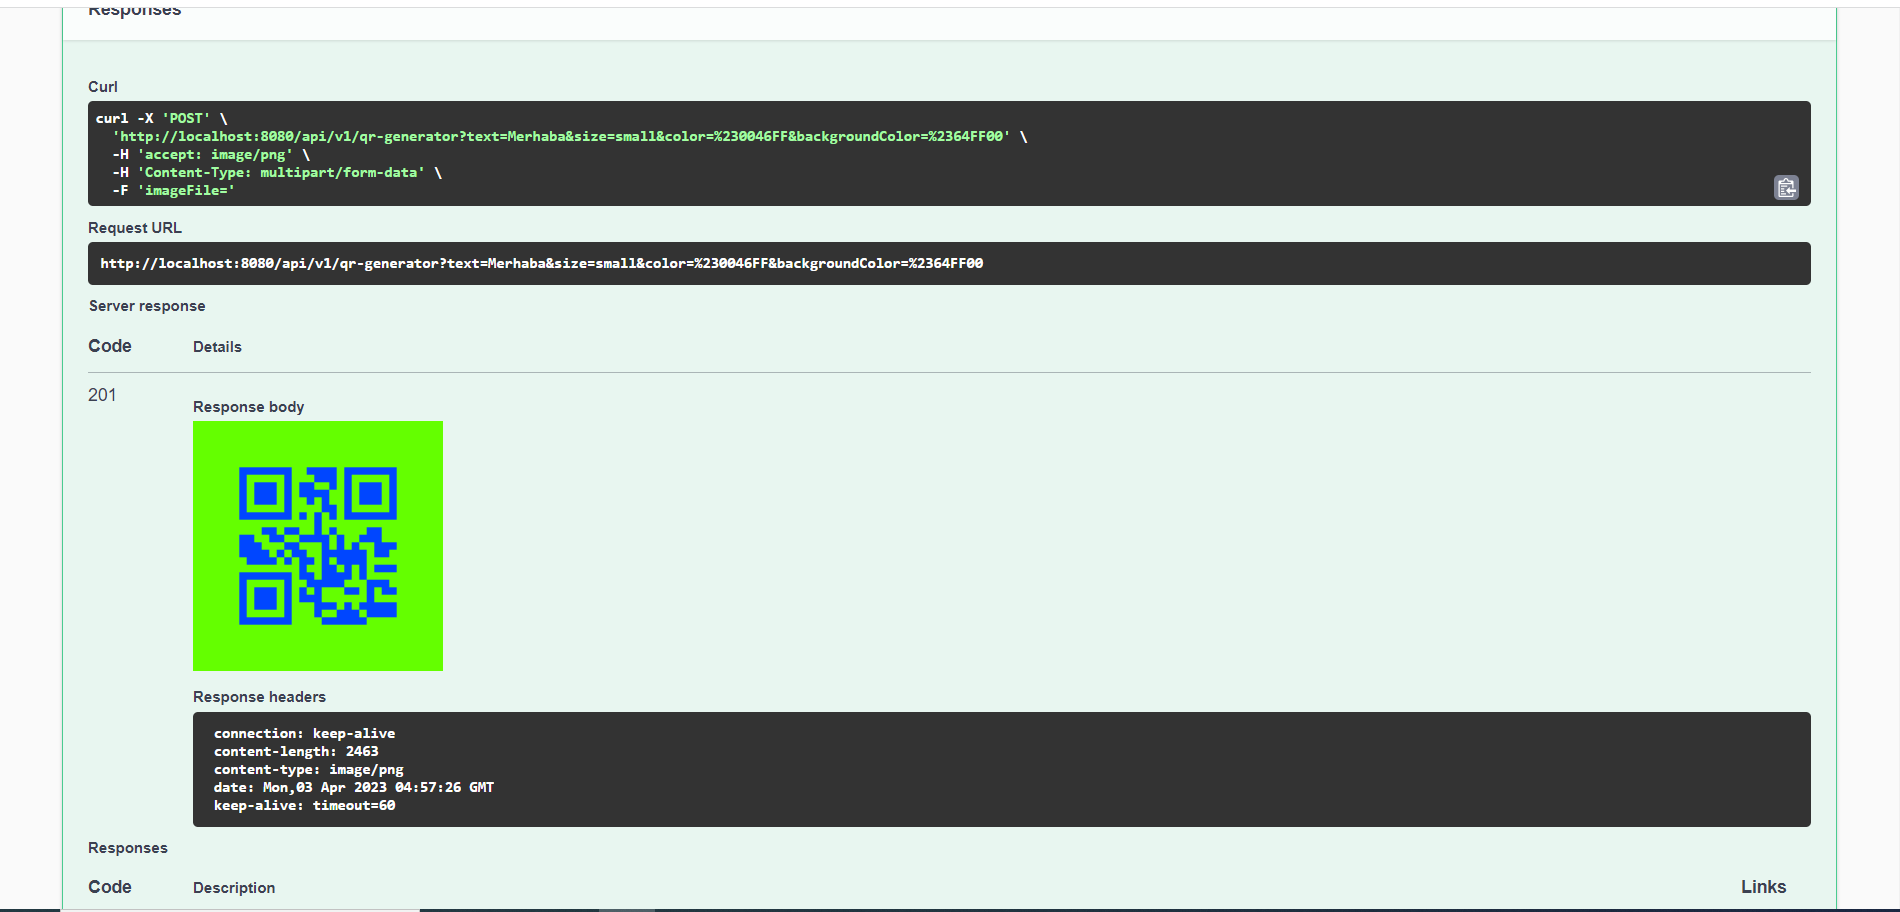 Responses
Curl
curl -X 'POST' \
'http://localhost:8080/api/v1/qr-generator?text=Merhaba&size=small&color=%230046FF&backgroundColor=%2364FF00' \
-H 'accept: image/png' \
-H 'Content-Type: multipart/form-data' \
-F 'imageFile='
Request URL
http://localhost:8080/api/v1/qr-generator?text=Merhaba&size=small&color=%230046FF&backgroundColor=%2364FF00
Server response
Code Details
201
Response body
Response headers
connection: keep-alive
content-length: 2463
content-type: image/png
date: Mon,03 Apr 2023 04:57:26 GMT
keep-alive: timeout=60
Responses
Code Description Links